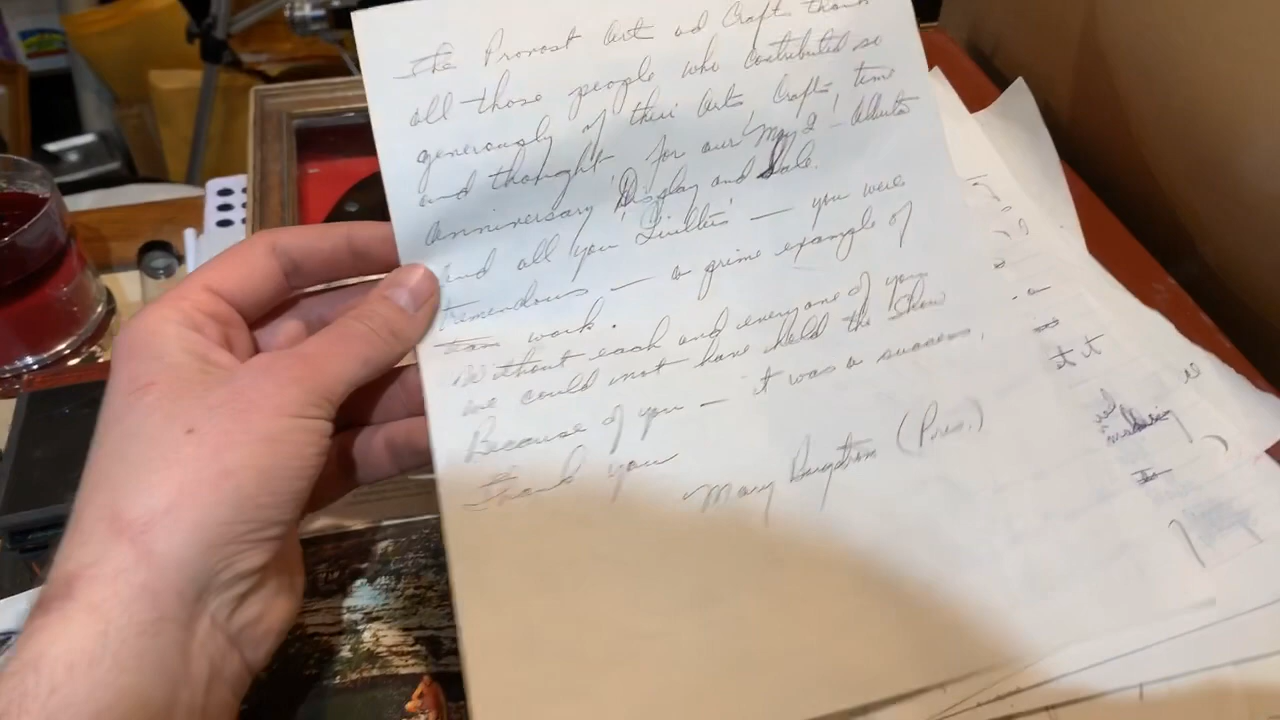 The Provost Art and Craft thank
all those people who contributed so
generously of their Arts, Crafts, time
and thought, for our 'May 2' - Alberta
Anniversary Display and Sale.
And all you 'Quilters' — you were
tremendous — a prime example of
team work.
Without each and everyone of you
we could not have held the Show
Because of you — it was a success,
Thank you
Mary (Pres.)